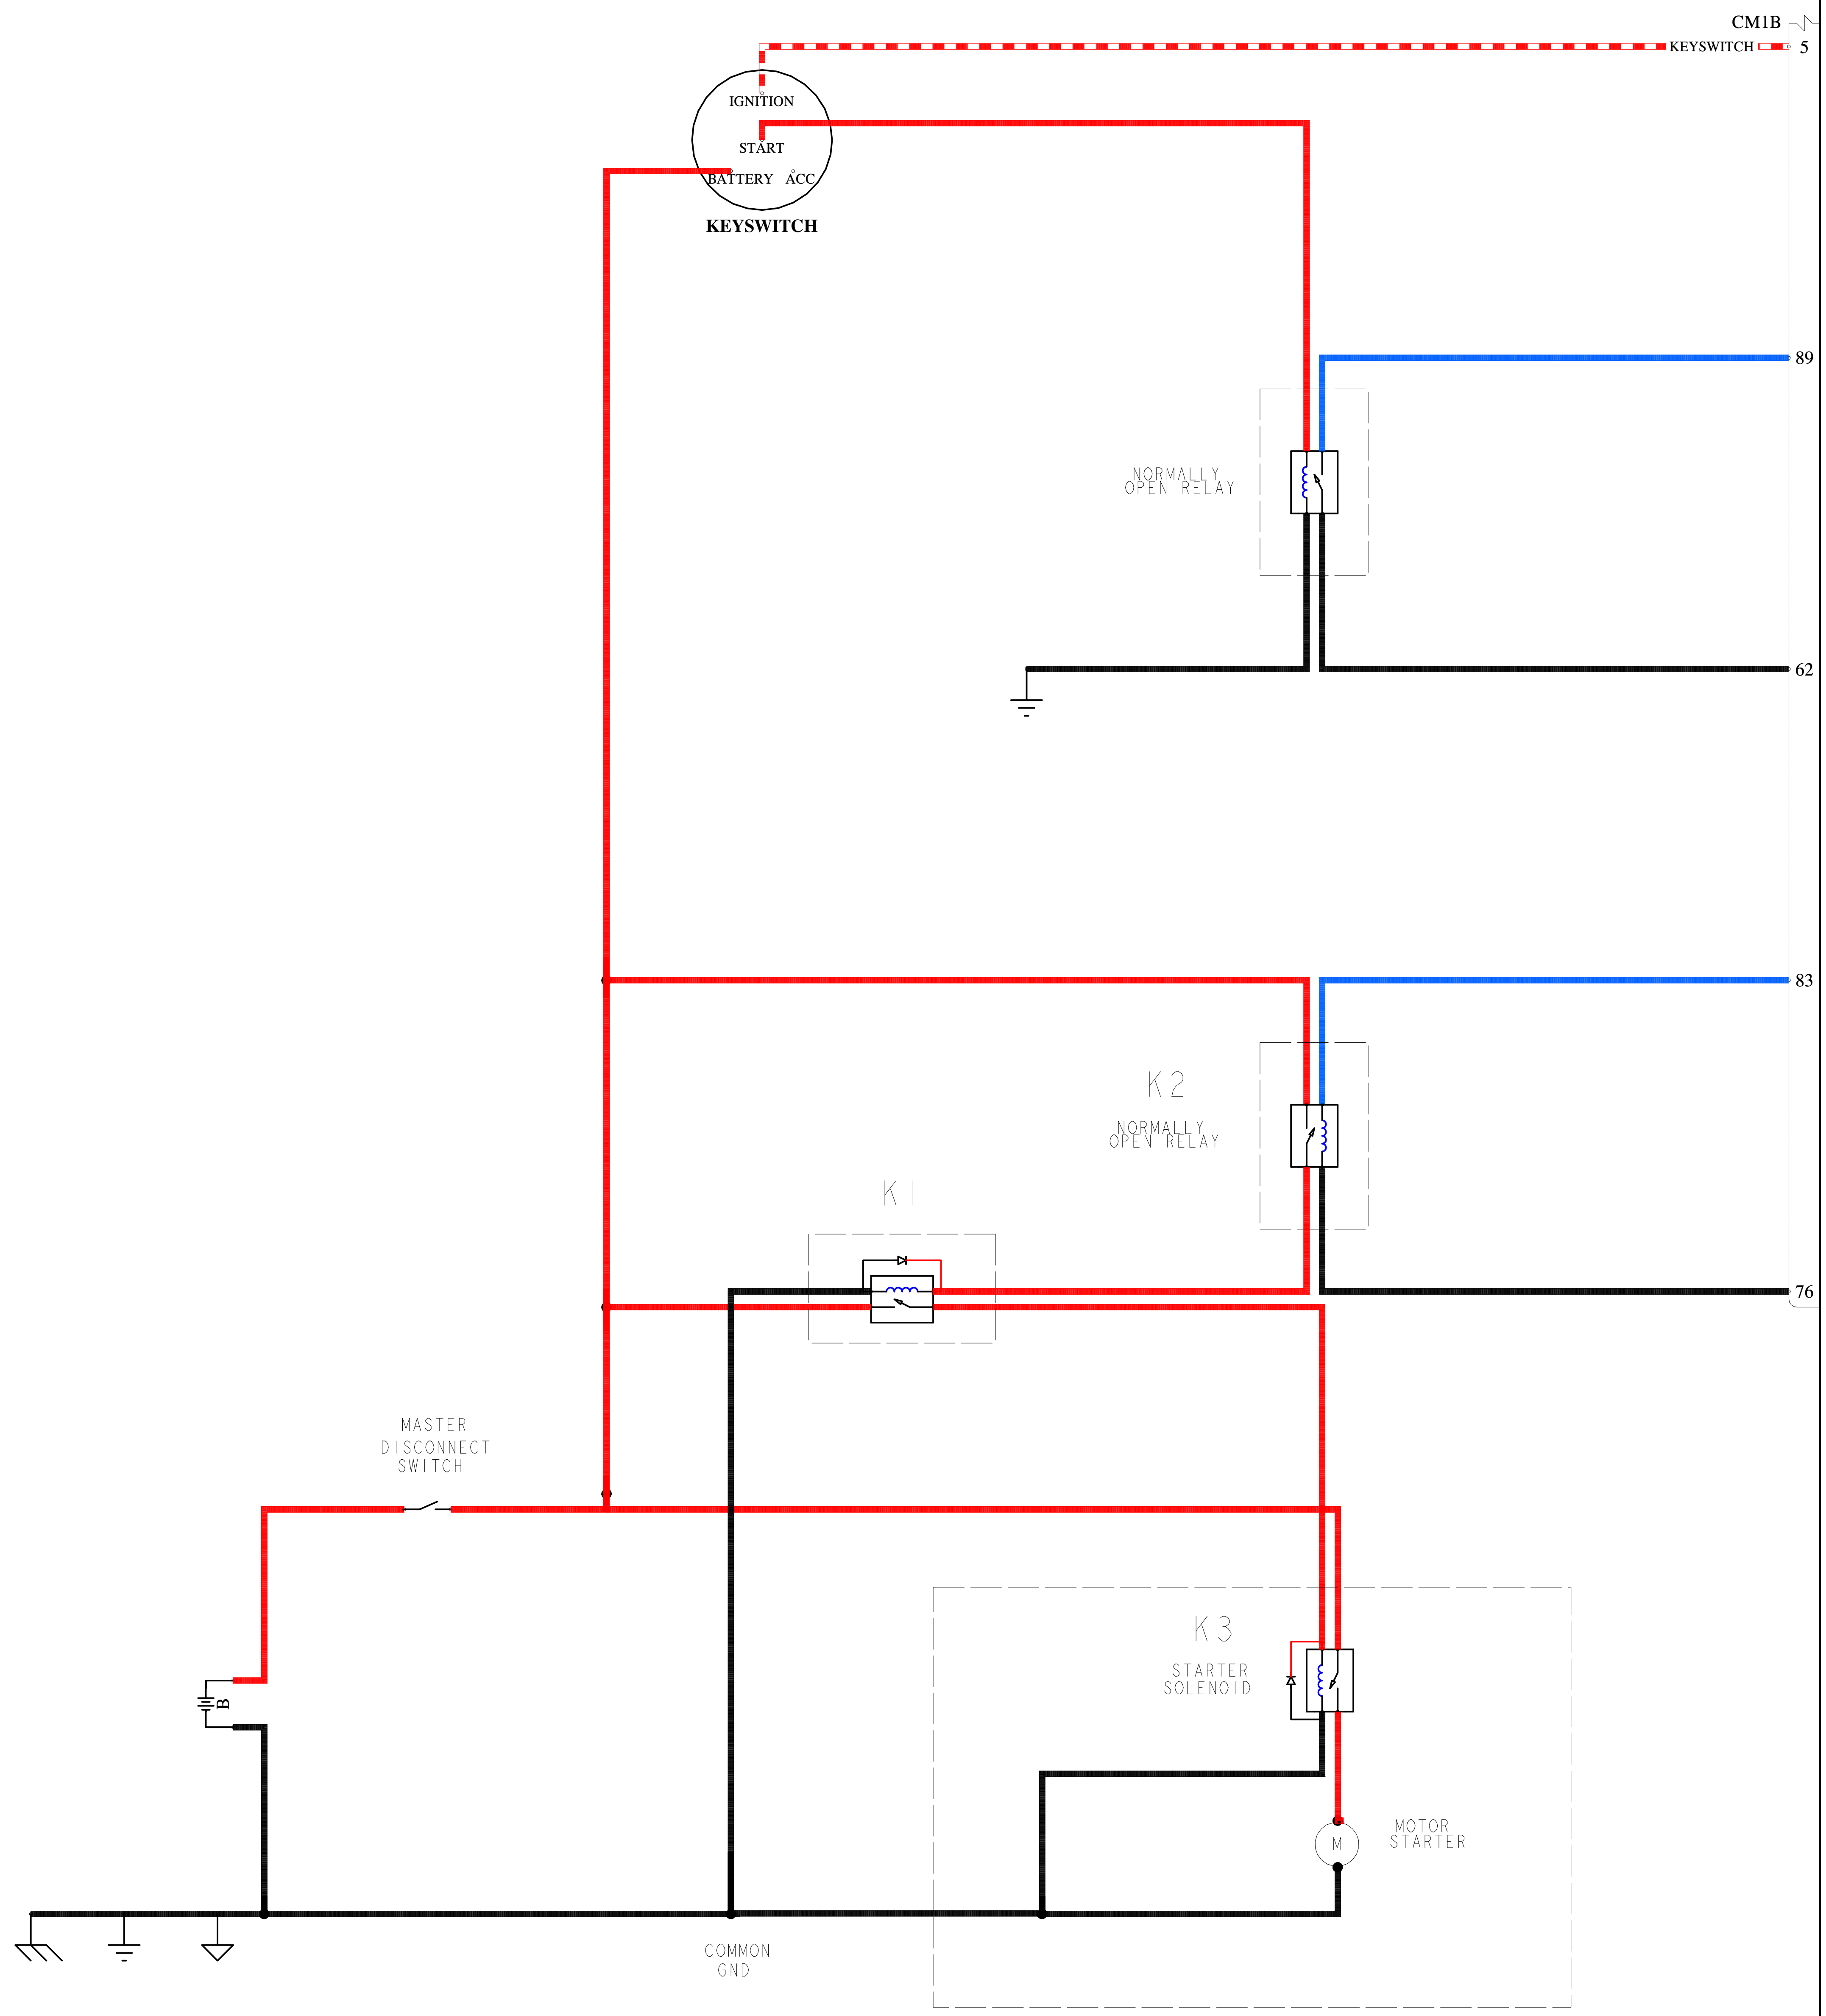 CM1B
KEYSWITCH
5
IGNITION
START
BATTERY ACC
KEYSWITCH
89
NORMALLY
OPEN RELAY
62
83
K2
NORMALLY
OPEN RELAY
K1
76
MASTER
DISCONNECT
SWITCH
K3
STARTER
SOLENOID
B
M
MOTOR
STARTER
COMMON
GND